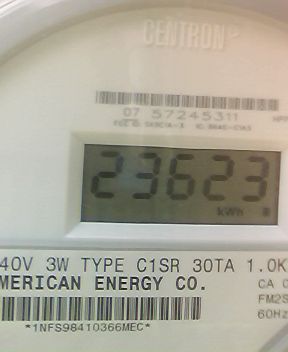 CENTRON
07 57245311
23623
kWh
40V 3W TYPE C1SR 30TA 1.0K
MERICAN ENERGY CO.
CA 0
FM2S
60Hz
*1NFS98410366MEC*